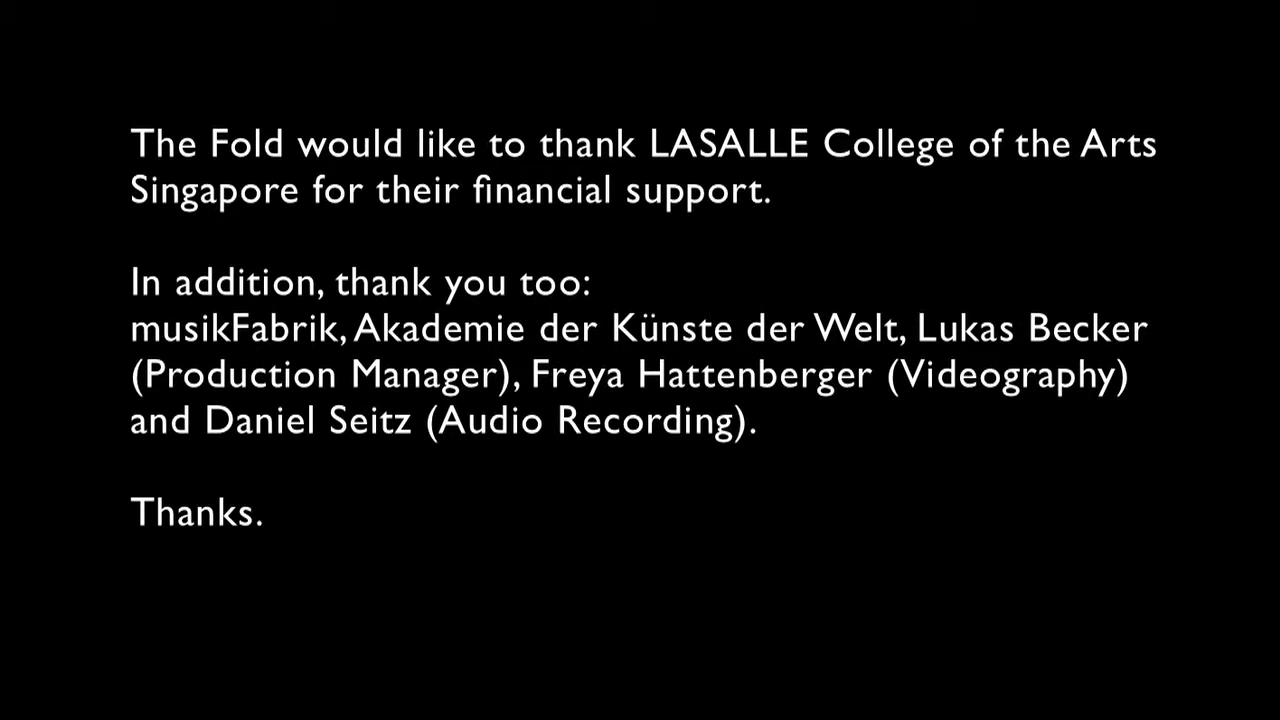 The Fold would like to thank LASALLE College of the Arts
Singapore for their financial support.
In addition, thank you too:
musikFabrik, Akademie der Künste der Welt, Lukas Becker
(Production Manager), Freya Hattenberger (Videography)
and Daniel Seitz (Audio Recording).
Thanks.